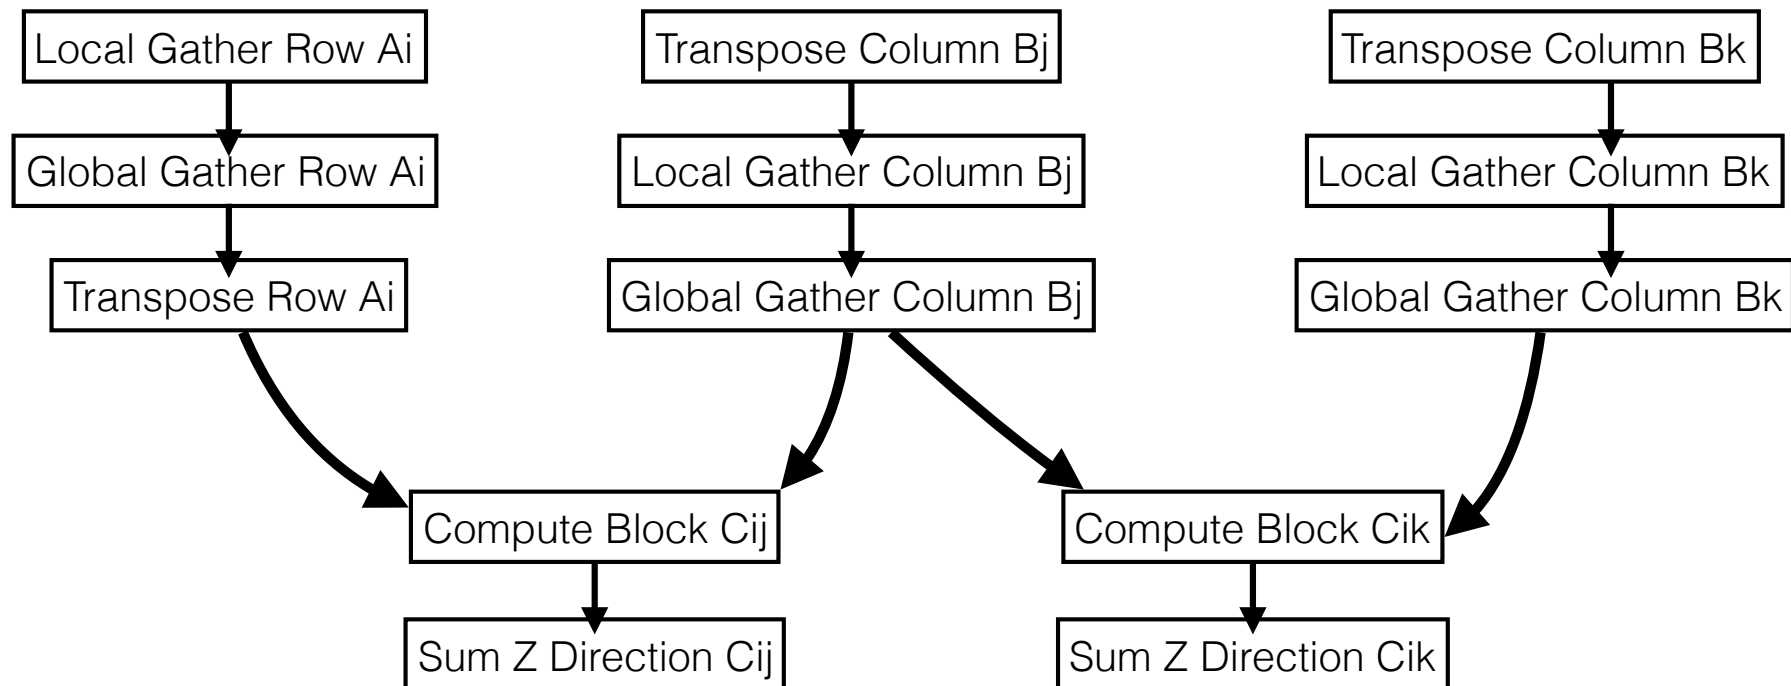 Local Gather Row Ai
Transpose Column Bj
Transpose Column Bk
Global Gather Row Ai
Local Gather Column Bj
Local Gather Column Bk
Transpose Row Ai
Global Gather Column Bj
Global Gather Column Bk
Compute Block Cij
Compute Block Cik
Sum Z Direction Cij
Sum Z Direction Cik